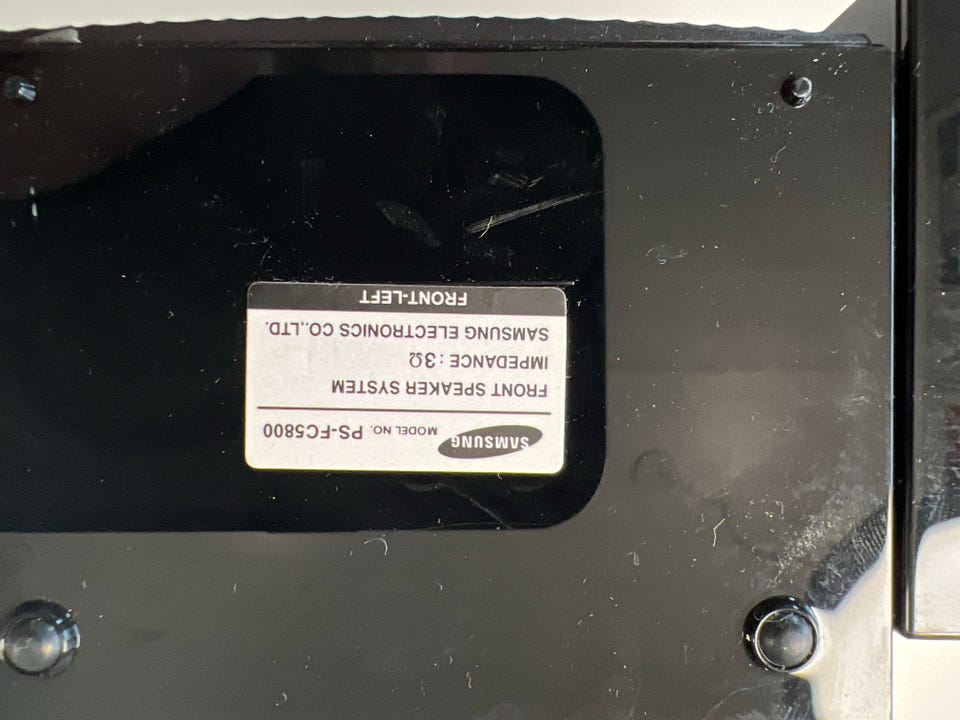 SAMSUNG MODEL NO. PS-FC5800
FRONT SPEAKER SYSTEM
IMPEDANCE : 3Ω
SAMSUNG ELECTRONICS CO.,LTD.
FRONT-LEFT